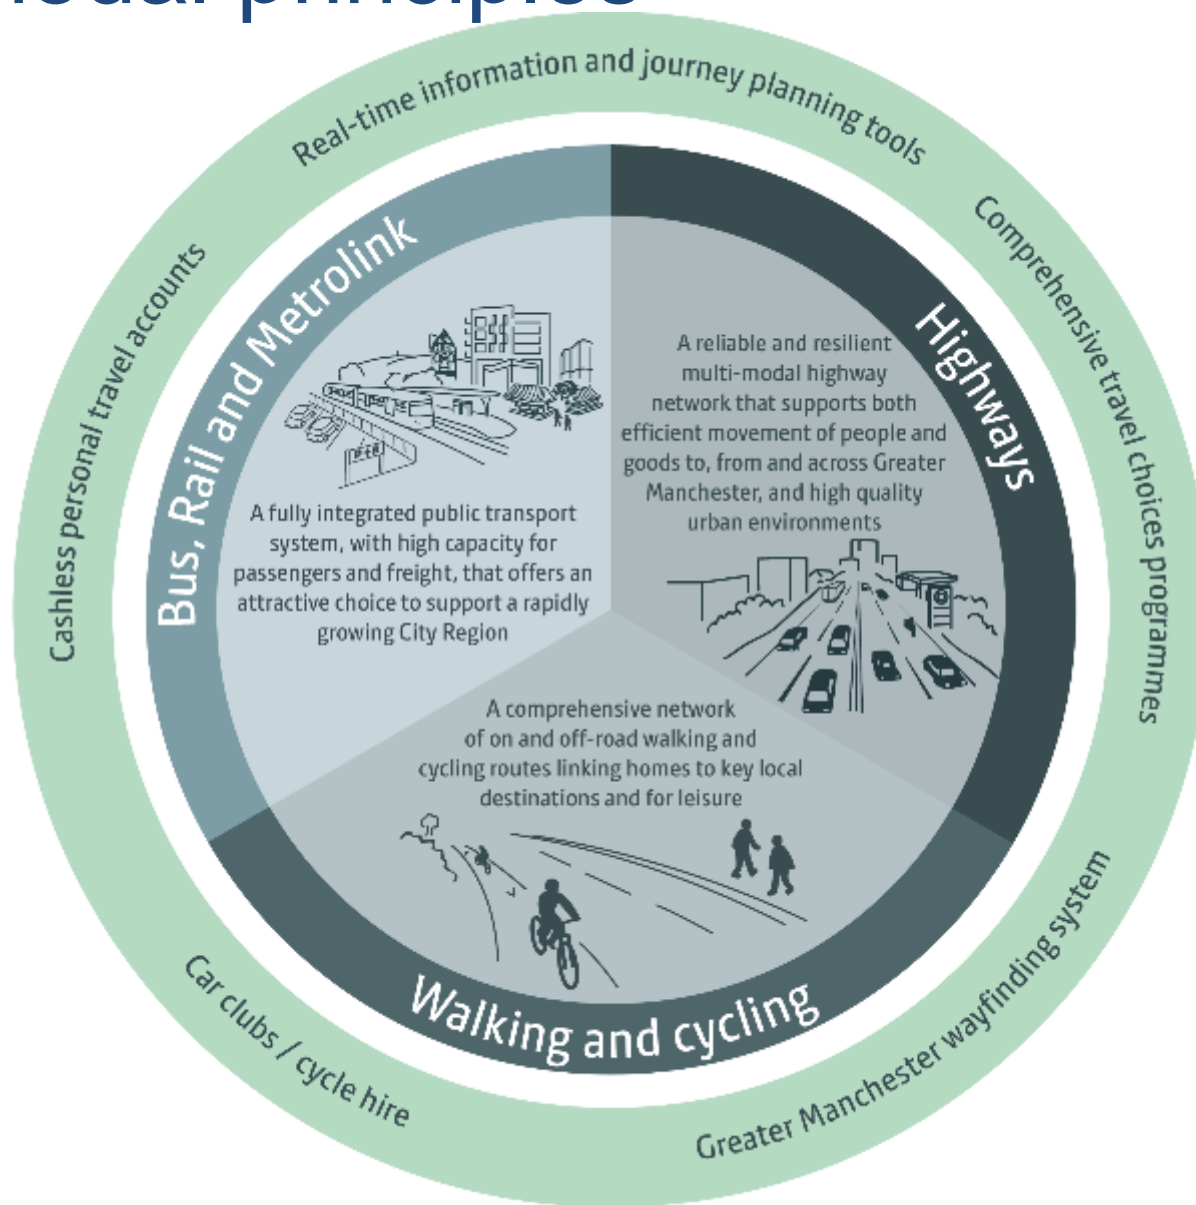 principles
Real-time information and journey planning tools
Comprehensive travel choices programmes
Greater Manchester wayfinding system
Car clubs / cycle hire
Cashless personal travel accounts
Bus, Rail and Metrolink
A fully integrated public transport
system, with high capacity for
passengers and freight, that offers an
attractive choice to support a rapidly
growing City Region
Highways
A reliable and resilient
multi-modal highway
network that supports both
efficient movement of people and
goods to, from and across Greater
Manchester, and high quality
urban environments
A comprehensive network
of on and off-road walking and
cycling routes linking homes to key local
destinations and for leisure
Walking and cycling